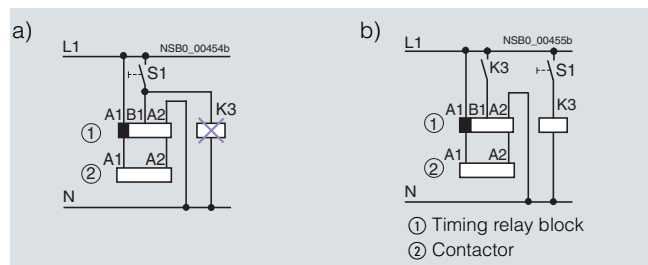 a)
L1
NSB0_00454b
S1
A1 B1 A2
K3
①
A1 A2
②
N
b)
L1
NSB0_00455b
K3
S1
A1 B1 A2
K3
①
A1 A2
②
N
① Timing relay block
② Contactor